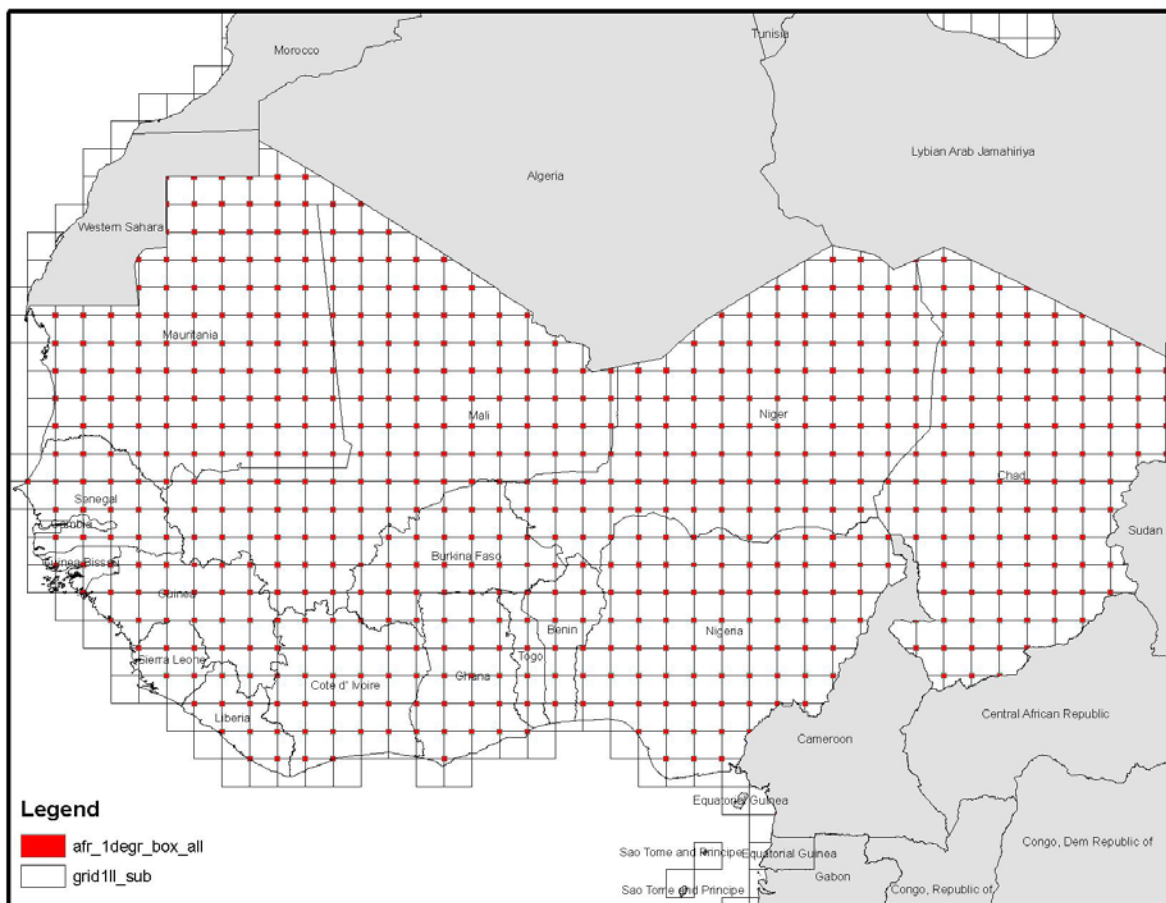 Tunisia
Morocco
Lybian Arab Jamahiriya
Algeria
Western Sahara
Mauritania
Mali
Niger
Chad
Senegal
Gambia
Sudan
Burkina Faso
Guinea Bissa
Guinea
Benin
Nigeria
Togo
Sierra Leone
Ghana
Cote d' Ivoire
Liberia
Central African Republic
Cameroon
Equatorial Guinea
Legend
afr_1degr_box_all
grid1ll_sub
Sao Tome and Principe
Equatorial Guinea
Congo, Dem Republic of
Gabon
Sao Tome and Principe
Congo, Republic of